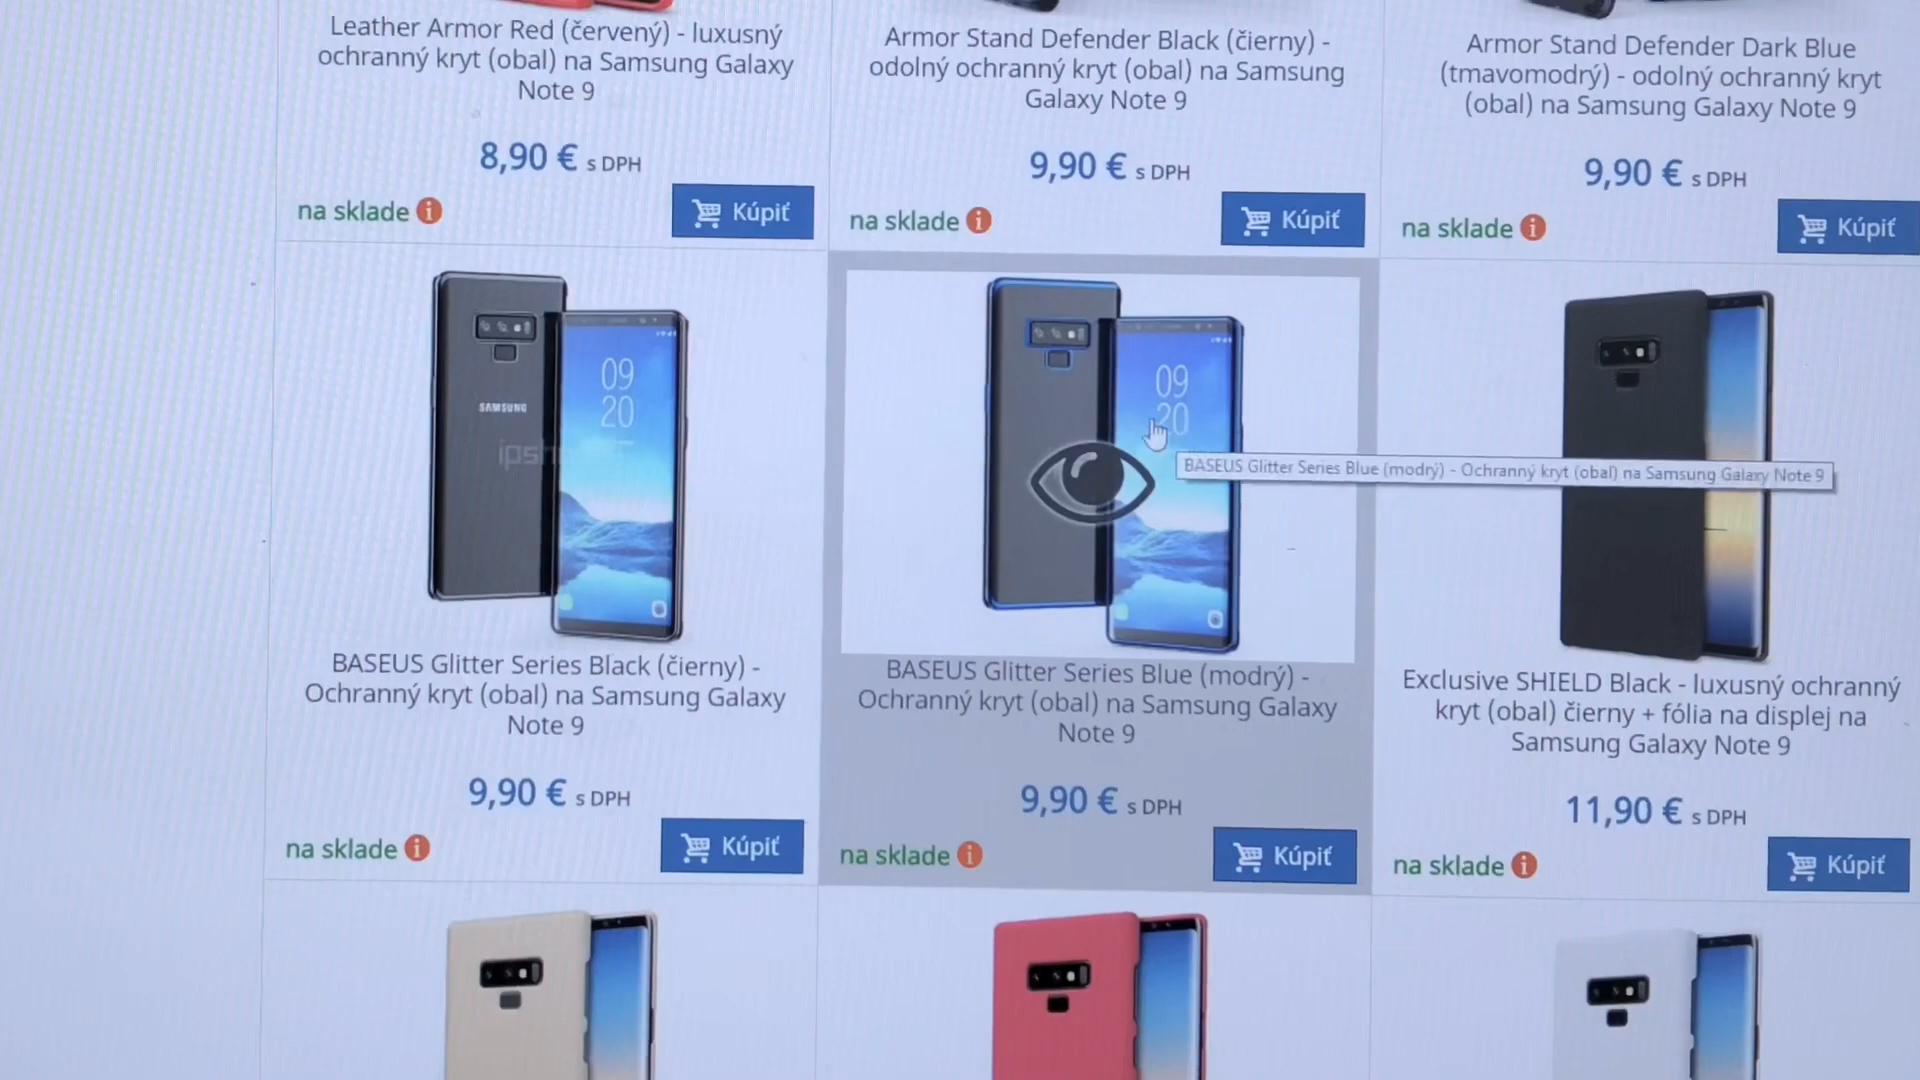 Leather Armor Red (červený) - luxusný
ochranný kryt (obal) na Samsung Galaxy
Note 9
8,90 € s DPH
na sklade i
Kúpiť
Armor Stand Defender Black (čierny) -
odolný ochranný kryt (obal) na Samsung
Galaxy Note 9
9,90 € s DPH
na sklade i
Kúpiť
Armor Stand Defender Dark Blue
(tmavomodrý) - odolný ochranný kryt
(obal) na Samsung Galaxy Note 9
9,90 € s DPH
na sklade i
Kúpiť
SAMSUNG
09
20
BASEUS Glitter Series Black (čierny) -
Ochranný kryt (obal) na Samsung Galaxy
Note 9
9,90 € s DPH
na sklade i
Kúpiť
09
20
BASEUS Glitter Series Blue (modrý) - Ochranný kryt (obal) na Samsung Galaxy Note 9
BASEUS Glitter Series Blue (modrý) -
Ochranný kryt (obal) na Samsung Galaxy
Note 9
9,90 € s DPH
na sklade i
Kúpiť
Exclusive SHIELD Black - luxusný ochranný
kryt (obal) čierny + fólia na displej na
Samsung Galaxy Note 9
11,90 € s DPH
na sklade i
Kúpiť